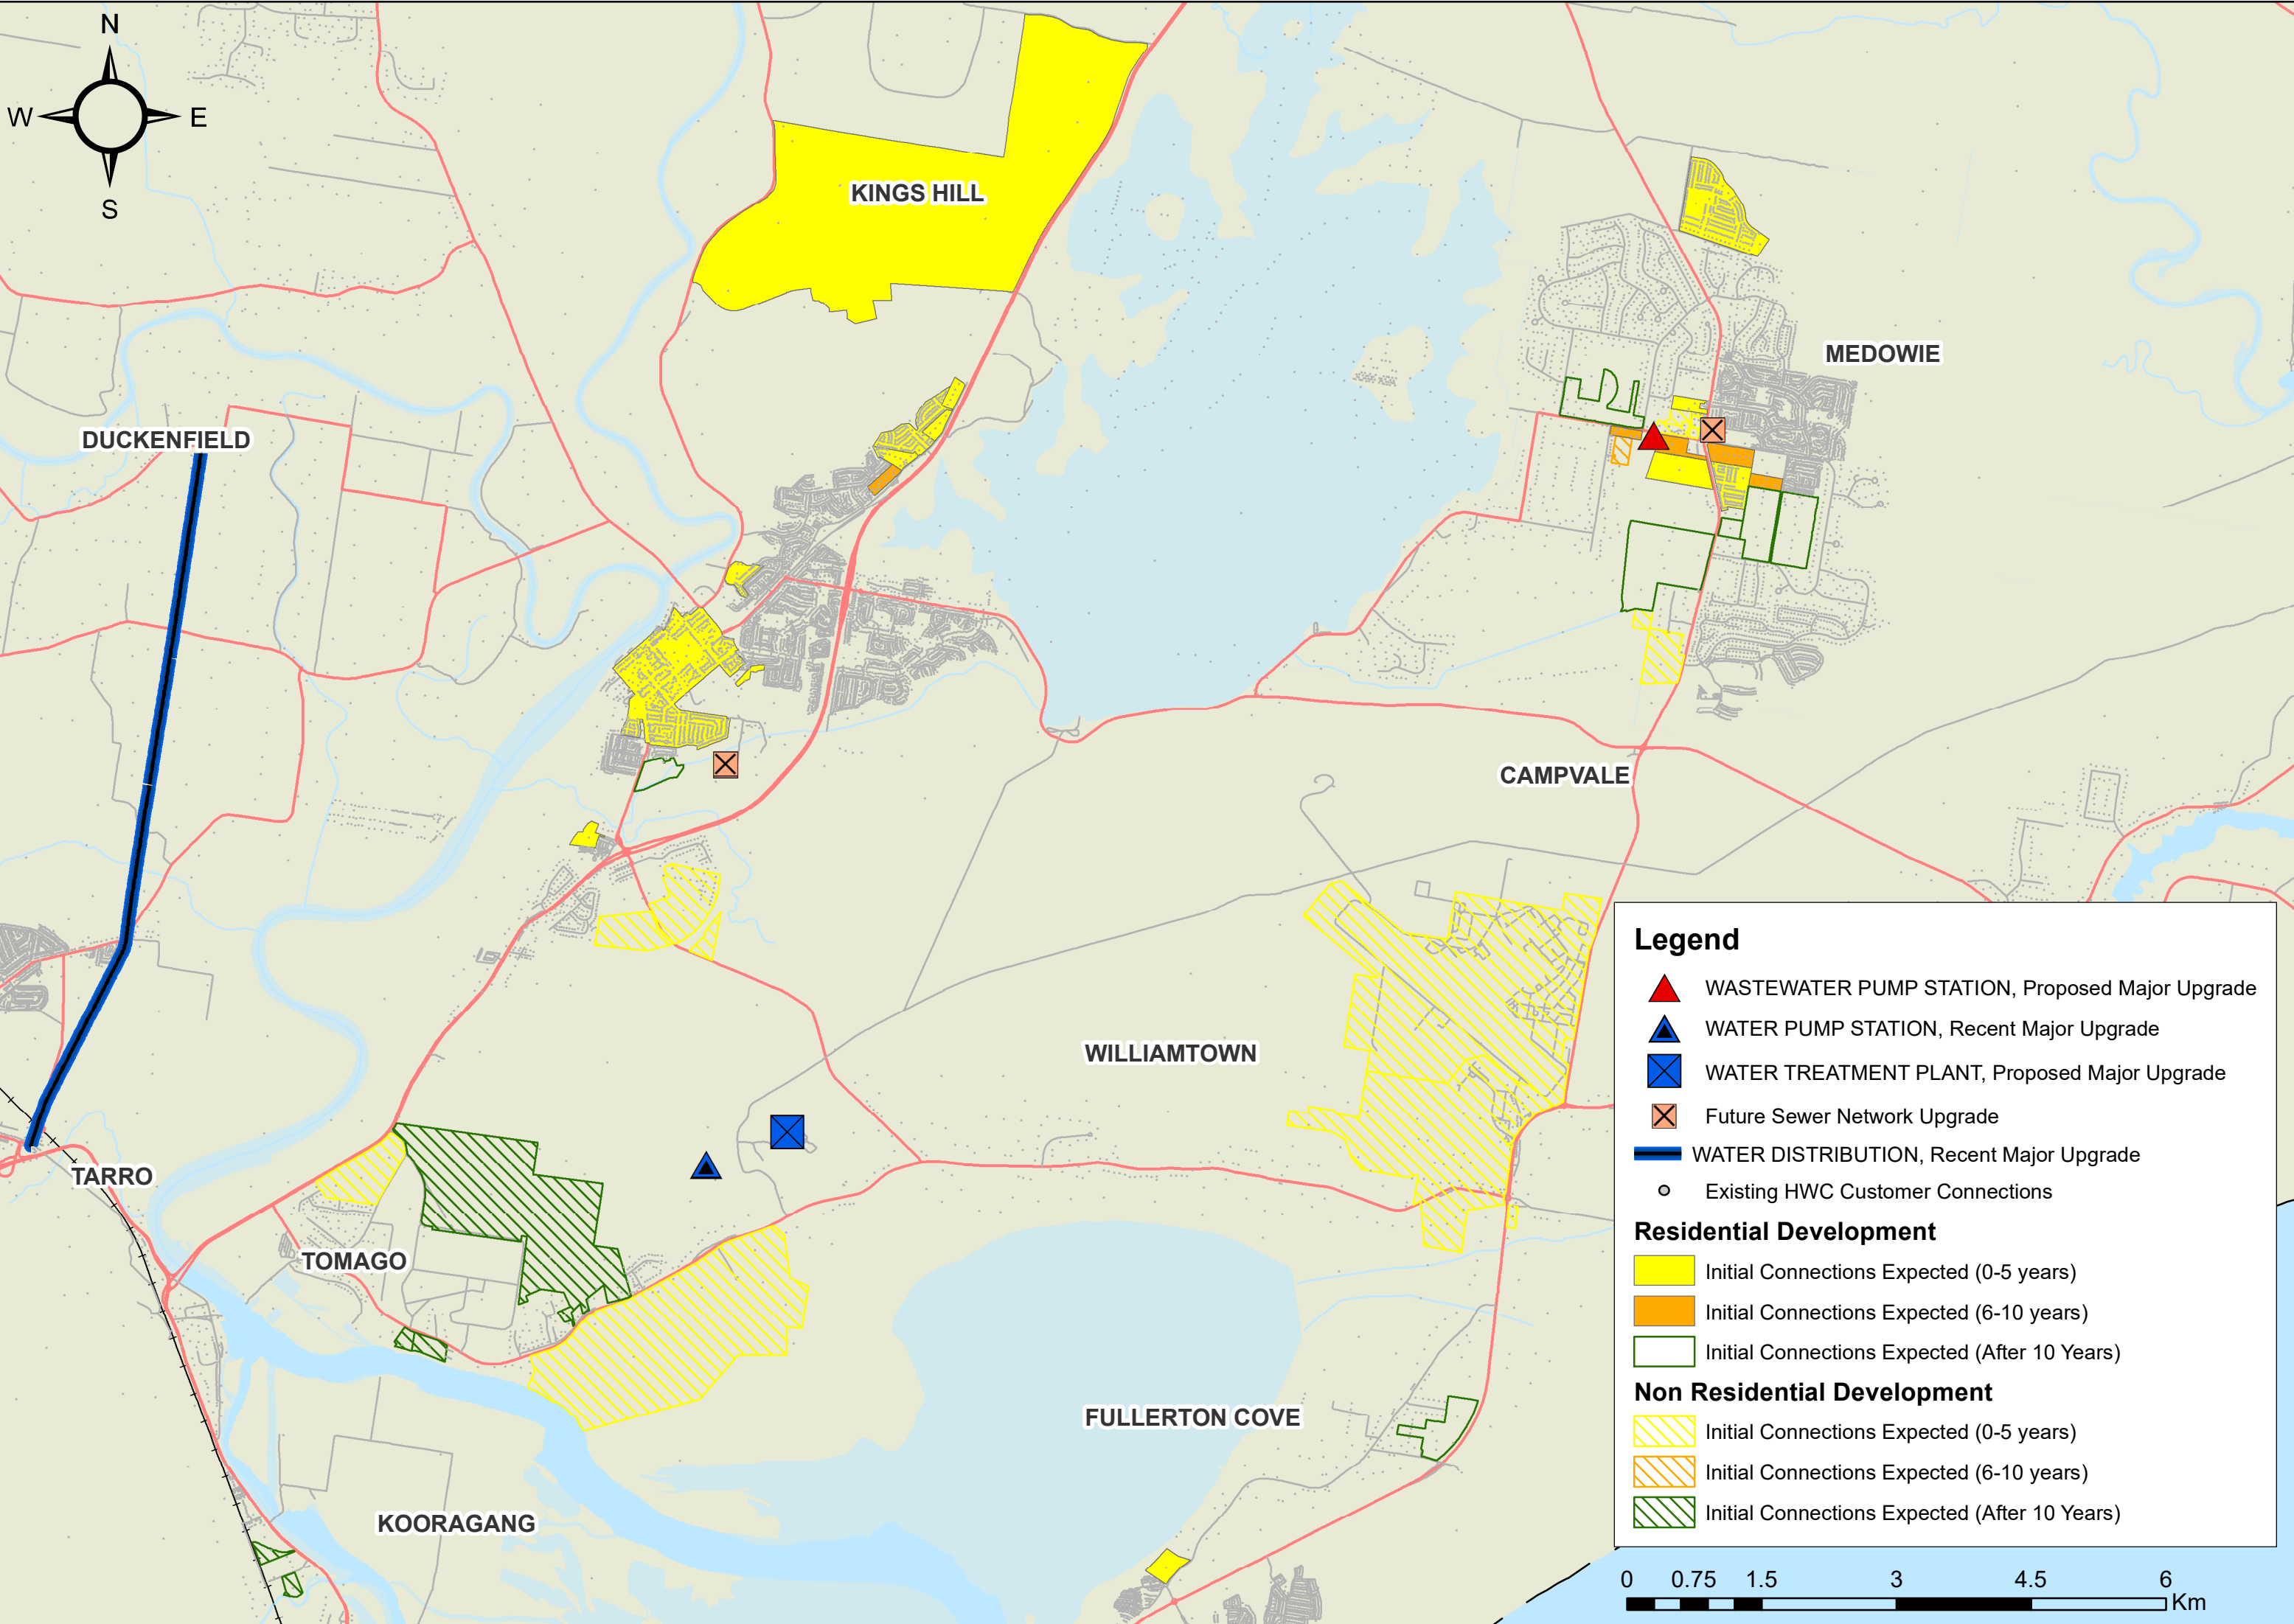 N
W E
S
KINGS HILL
MEDOWIE
DUCKENFIELD
CAMPVALE
WILLIAMTOWN
TARRO
TOMAGO
FULLERTON COVE
KOORAGANG
Legend
WASTEWATER PUMP STATION, Proposed Major Upgrade
WATER PUMP STATION, Recent Major Upgrade
WATER TREATMENT PLANT, Proposed Major Upgrade
Future Sewer Network Upgrade
WATER DISTRIBUTION, Recent Major Upgrade
Existing HWC Customer Connections
Residential Development
Initial Connections Expected (0-5 years)
Initial Connections Expected (6-10 years)
Initial Connections Expected (After 10 Years)
Non Residential Development
Initial Connections Expected (0-5 years)
Initial Connections Expected (6-10 years)
Initial Connections Expected (After 10 Years)
0 0.75 1.5 3 4.5 6
Km